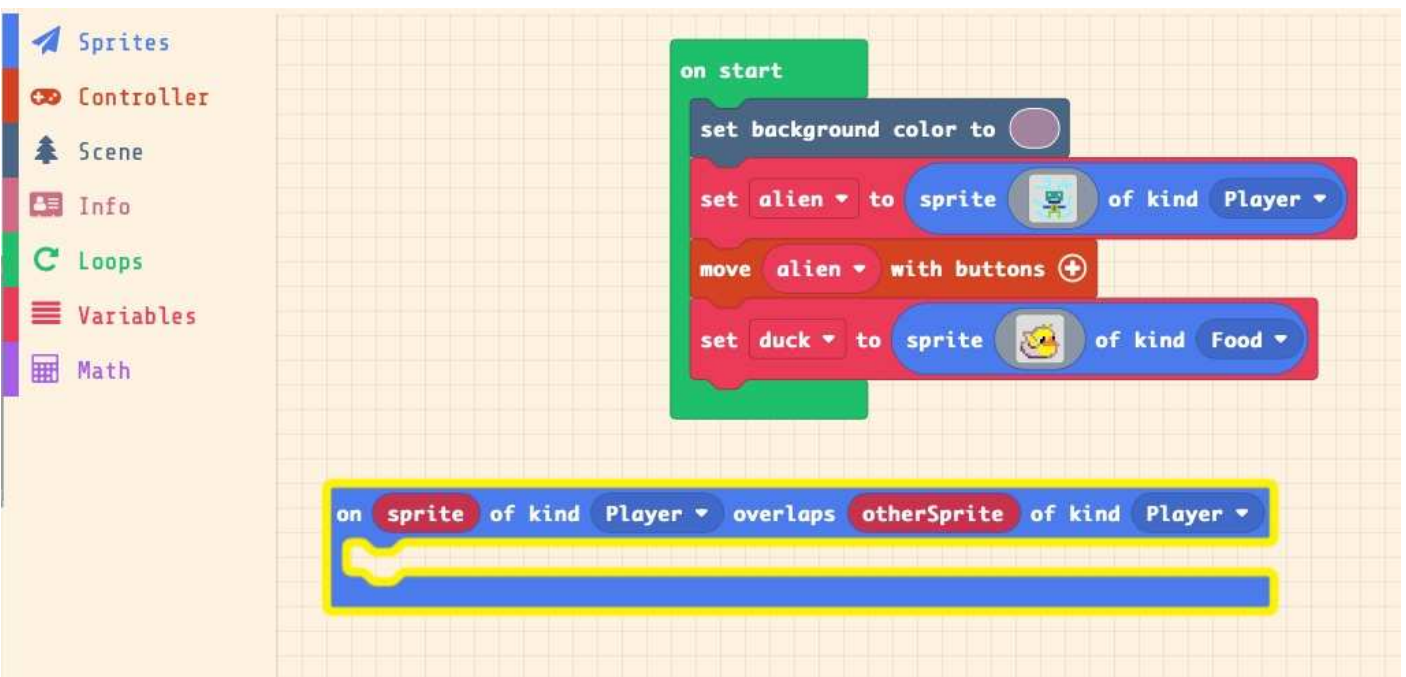 Sprites
Controller
Scene
Info
Loops
Variables
Math
on start
set background color to
set alien to sprite of kind Player
move alien with buttons
set duck to sprite of kind Food
on sprite of kind Player overlaps otherSprite of kind Player